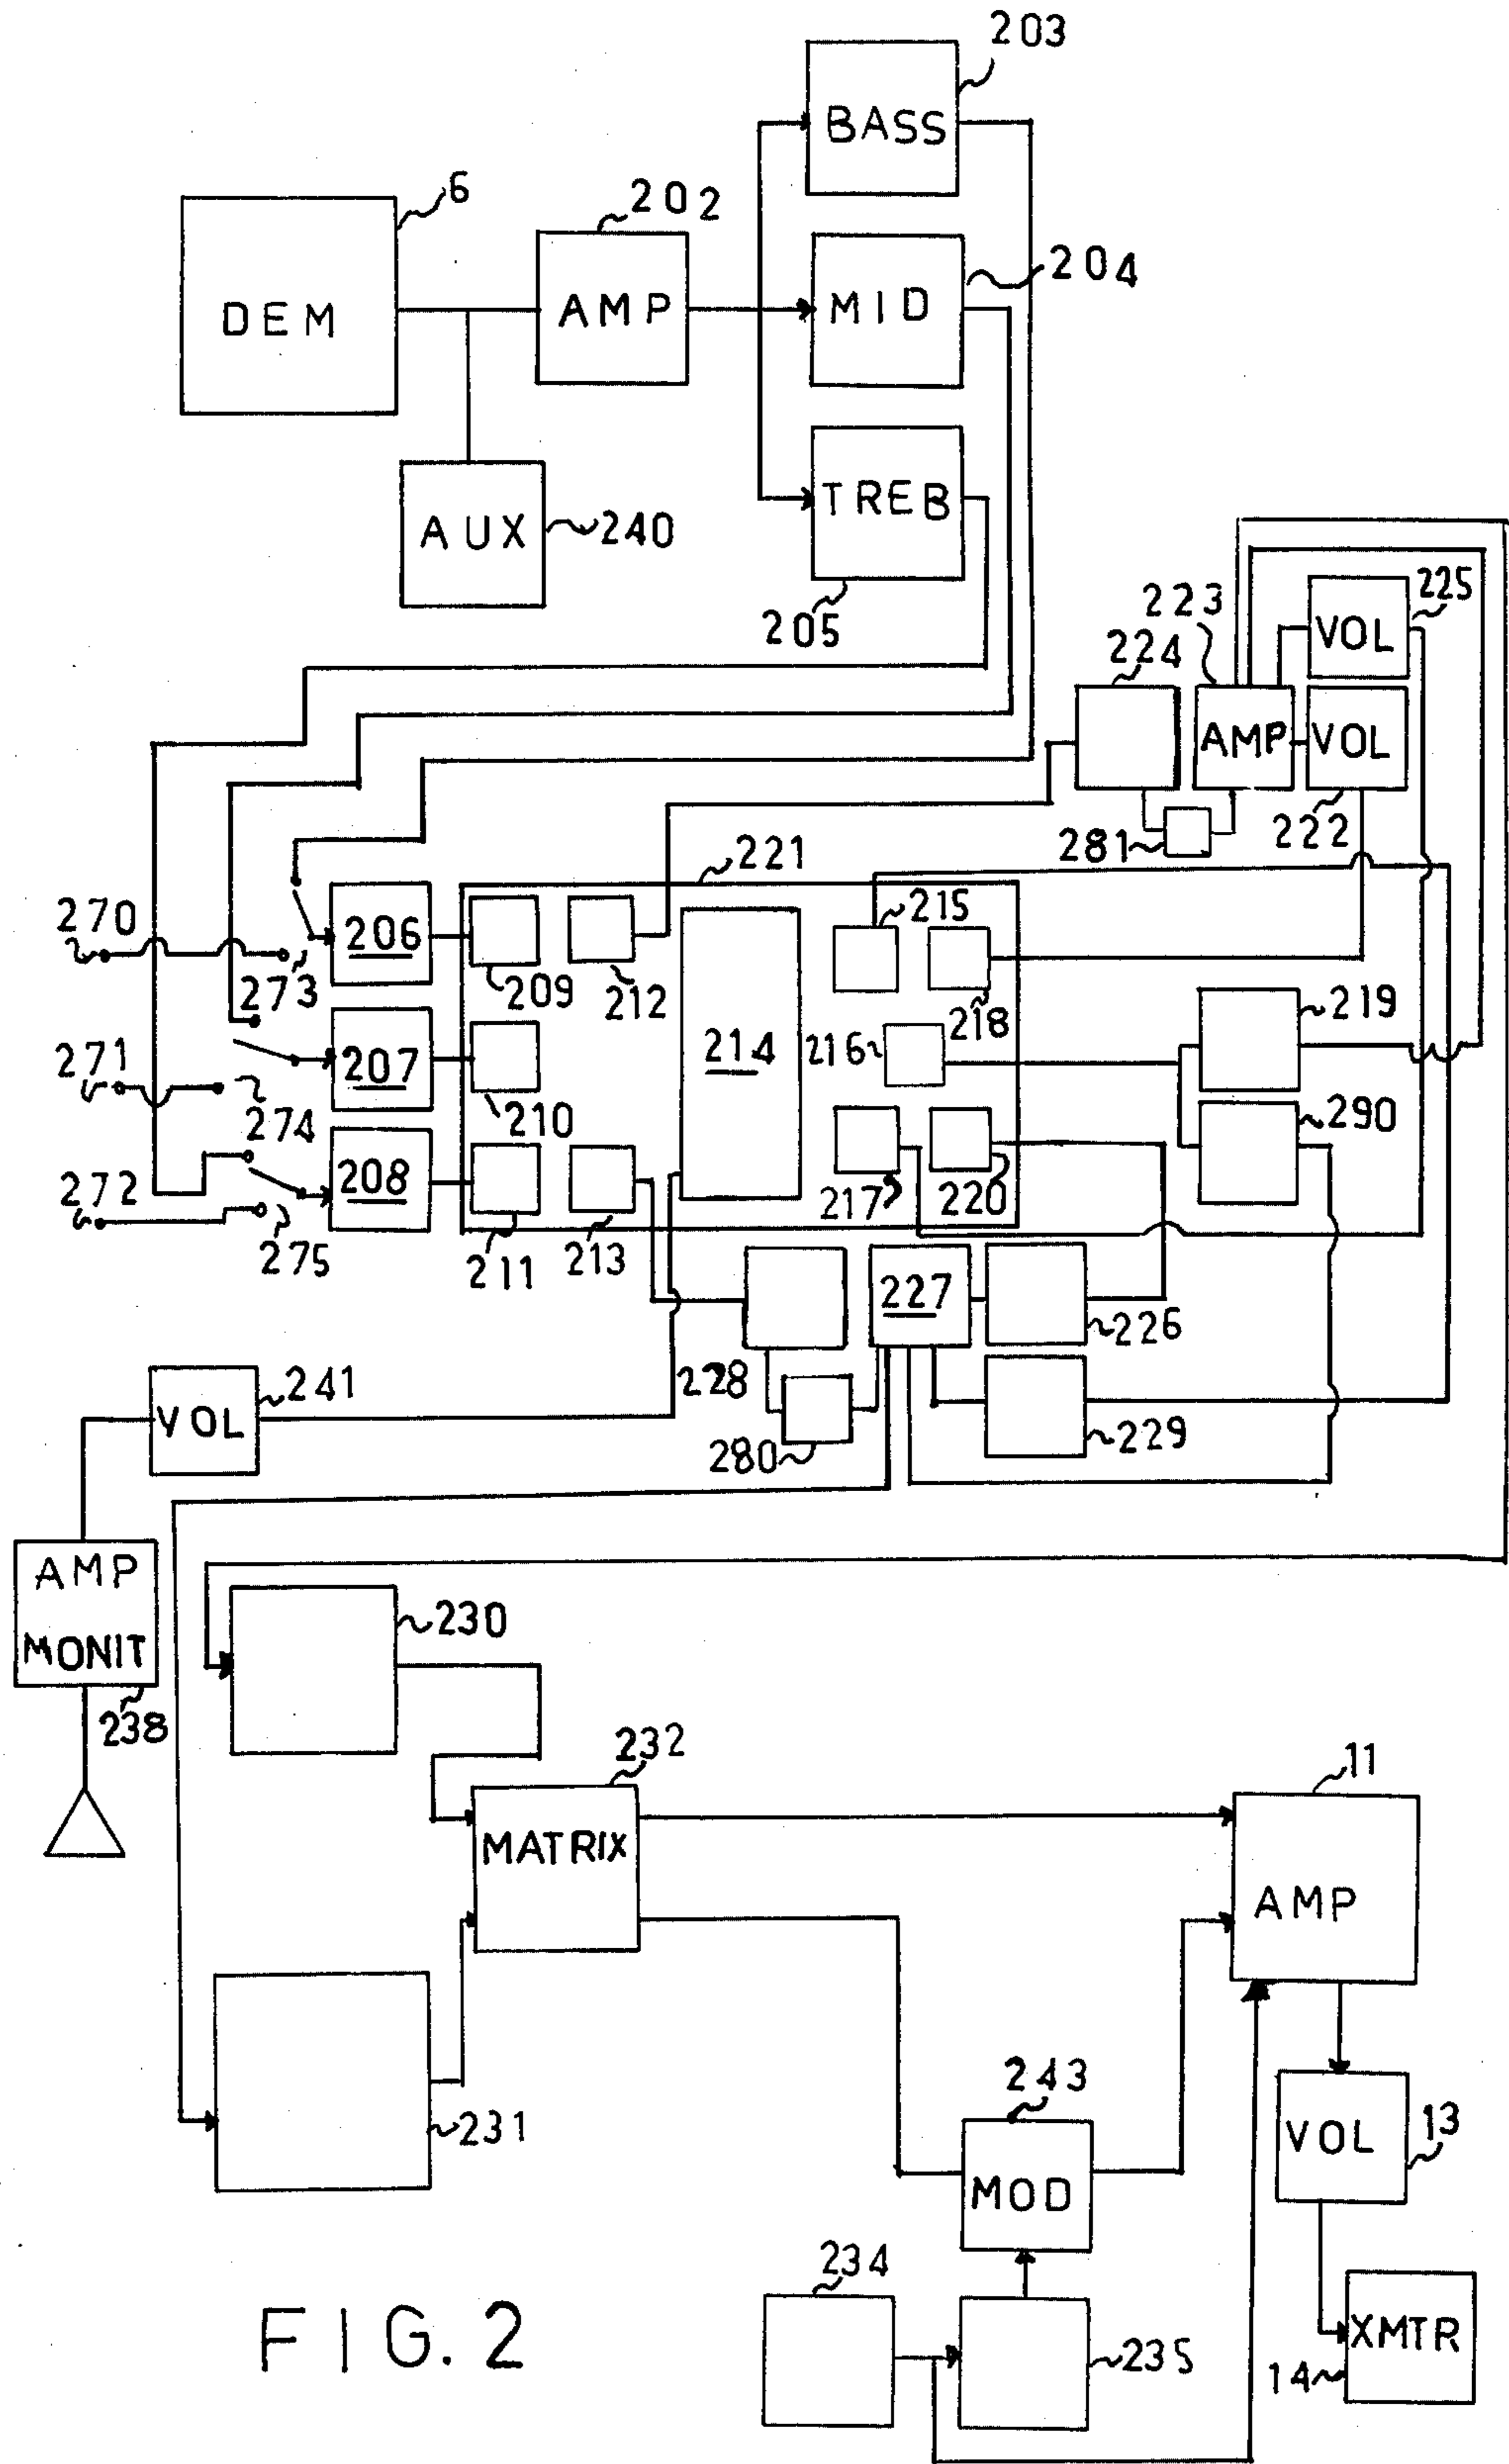 203
BASS
6
DEM
202
AMP
204
MID
AUX
240
TREB
205
225
VOL
223
224
AMP
VOL
222
281
221
270
206
209
212
273
215
218
214
216
219
271
207
210
274
290
272
208
211
213
217
220
275
227
226
228
280
229
241
VOL
AMP
MONIT
238
230
232
MATRIX
11
AMP
231
243
MOD
VOL
13
234
235
XMTR
14
FIG. 2